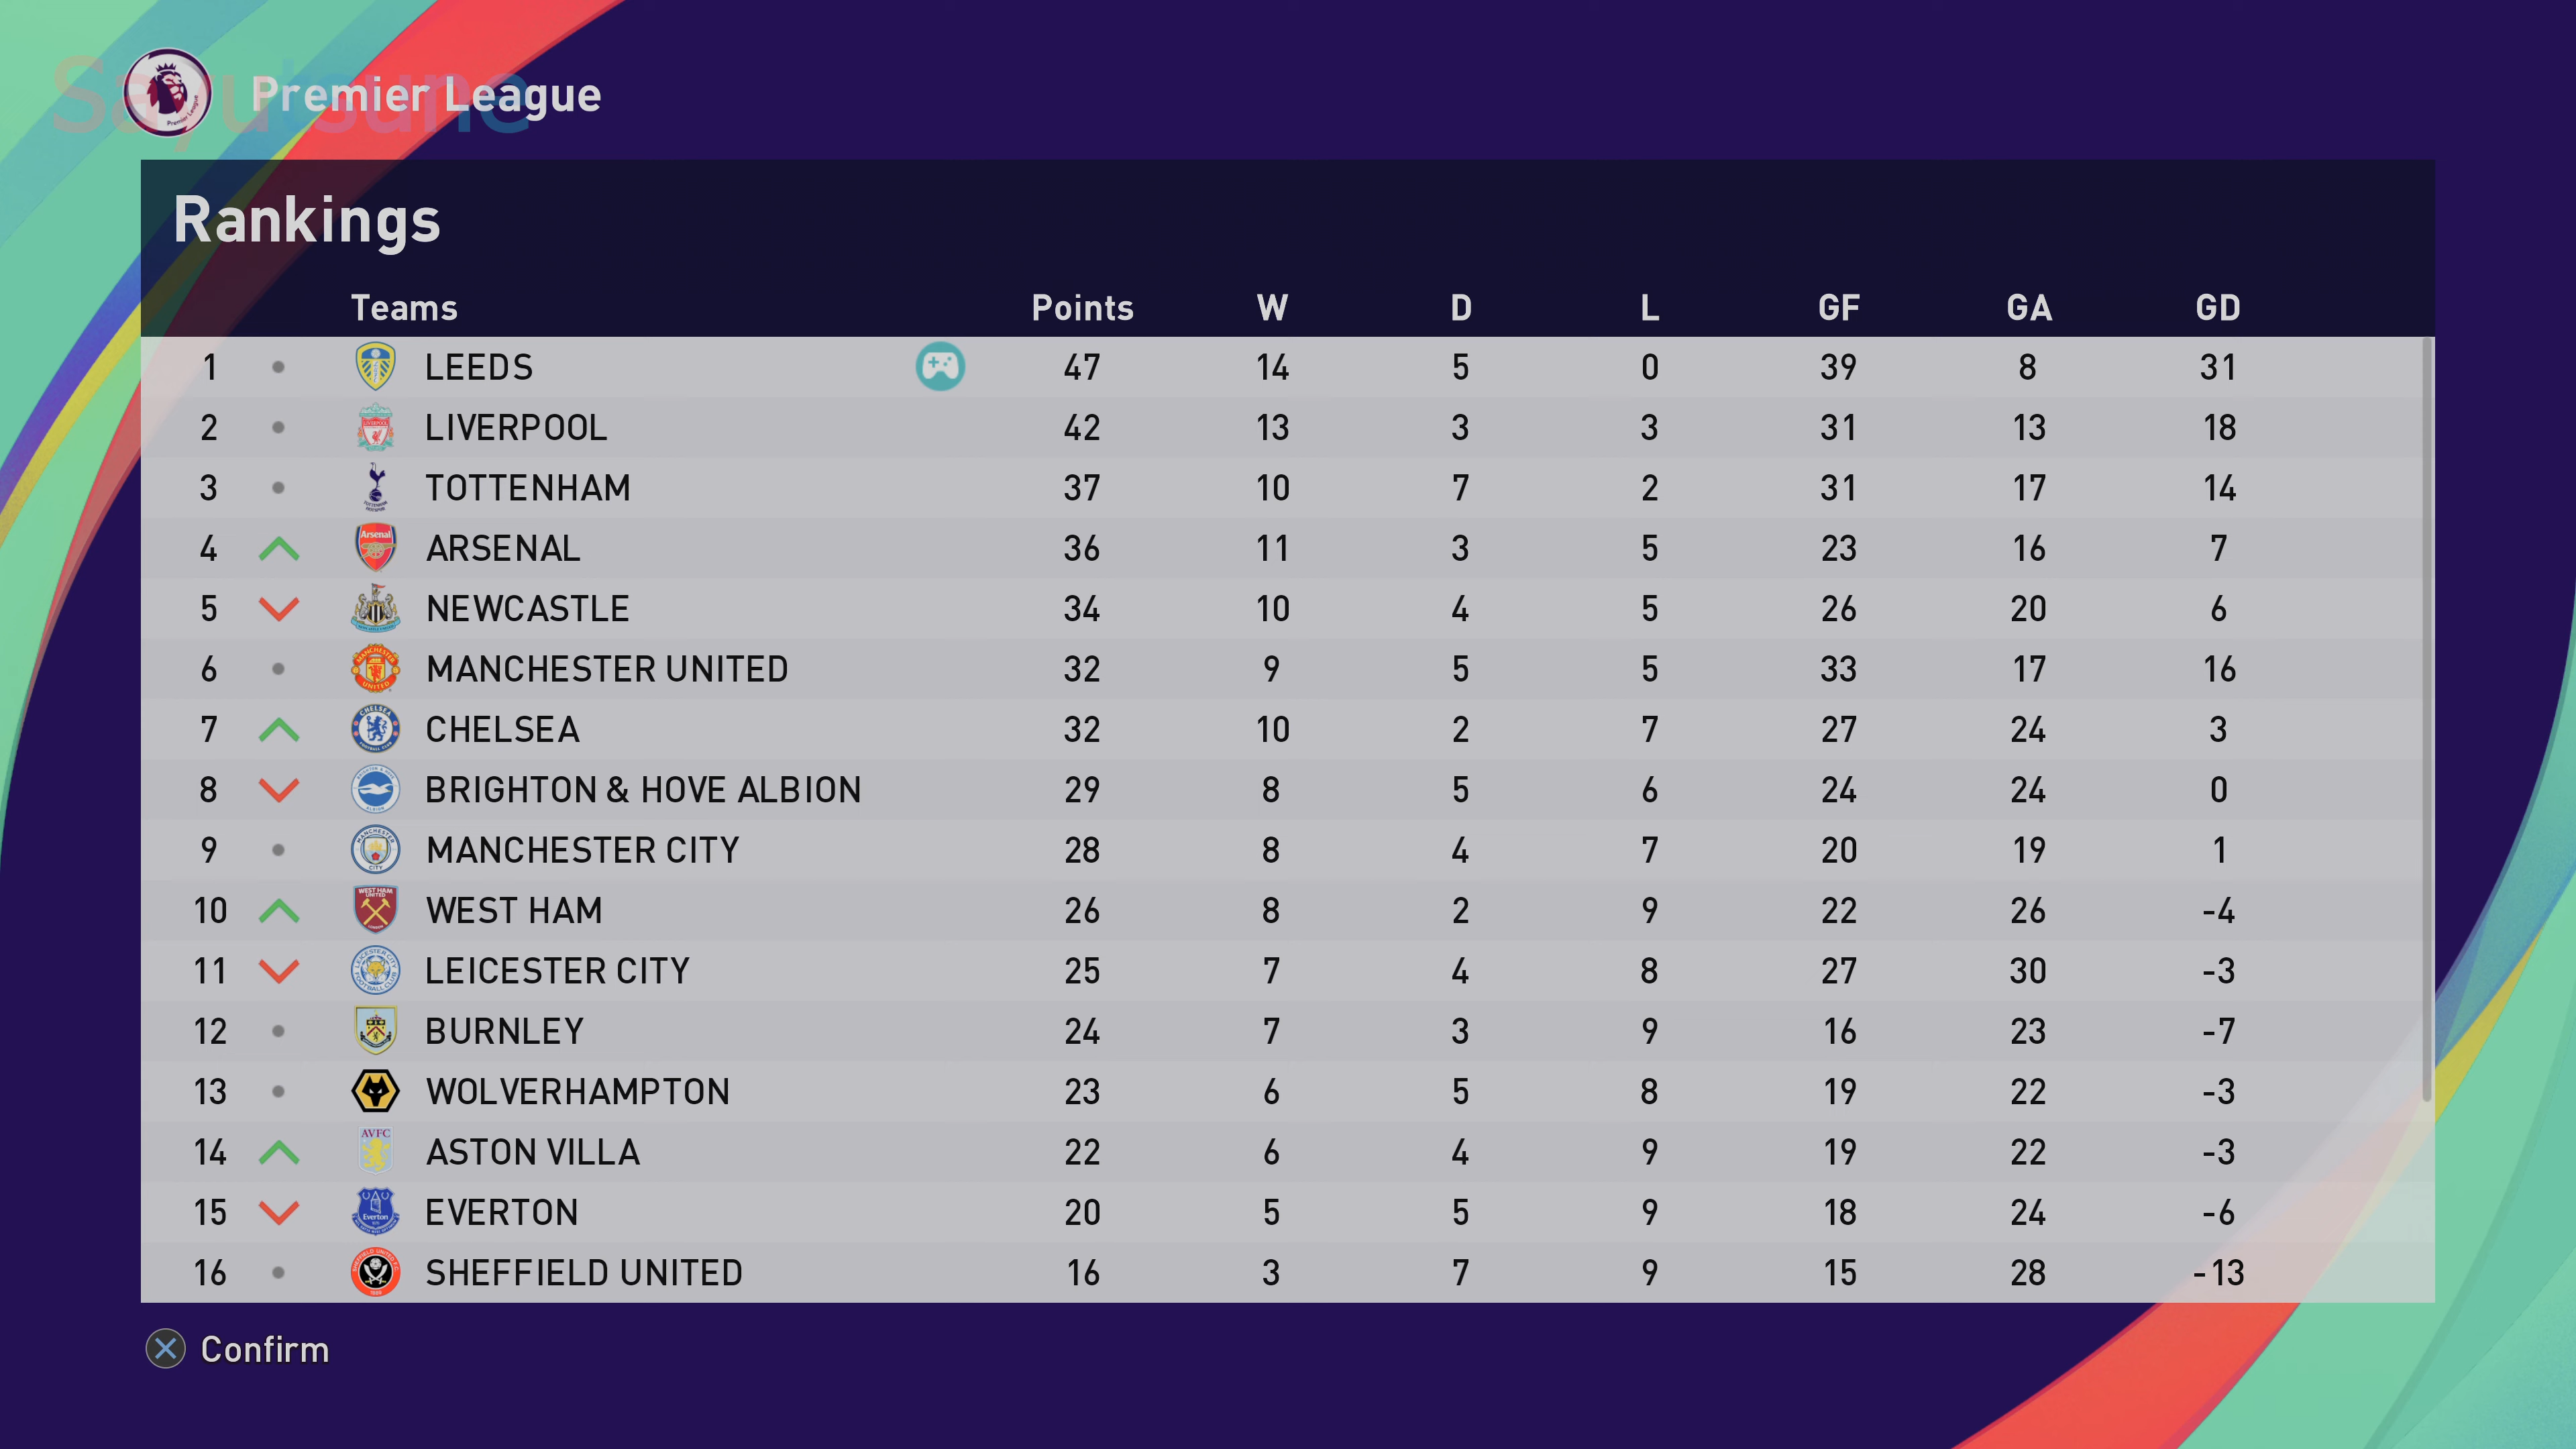 Sayutsune
Premier League
Rankings
Teams Points W D L GF GA GD
1 LEEDS 47 14 5 0 39 8 31
2 LIVERPOOL 42 13 3 3 31 13 18
3 TOTTENHAM 37 10 7 2 31 17 14
4 ARSENAL 36 11 3 5 23 16 7
5 NEWCASTLE 34 10 4 5 26 20 6
6 MANCHESTER UNITED 32 9 5 5 33 17 16
7 CHELSEA 32 10 2 7 27 24 3
8 BRIGHTON & HOVE ALBION 29 8 5 6 24 24 0
9 MANCHESTER CITY 28 8 4 7 20 19 1
10 WEST HAM 26 8 2 9 22 26 -4
11 LEICESTER CITY 25 7 4 8 27 30 -3
12 BURNLEY 24 7 3 9 16 23 -7
13 WOLVERHAMPTON 23 6 5 8 19 22 -3
14 ASTON VILLA 22 6 4 9 19 22 -3
15 EVERTON 20 5 5 9 18 24 -6
16 SHEFFIELD UNITED 16 3 7 9 15 28 -13
Confirm